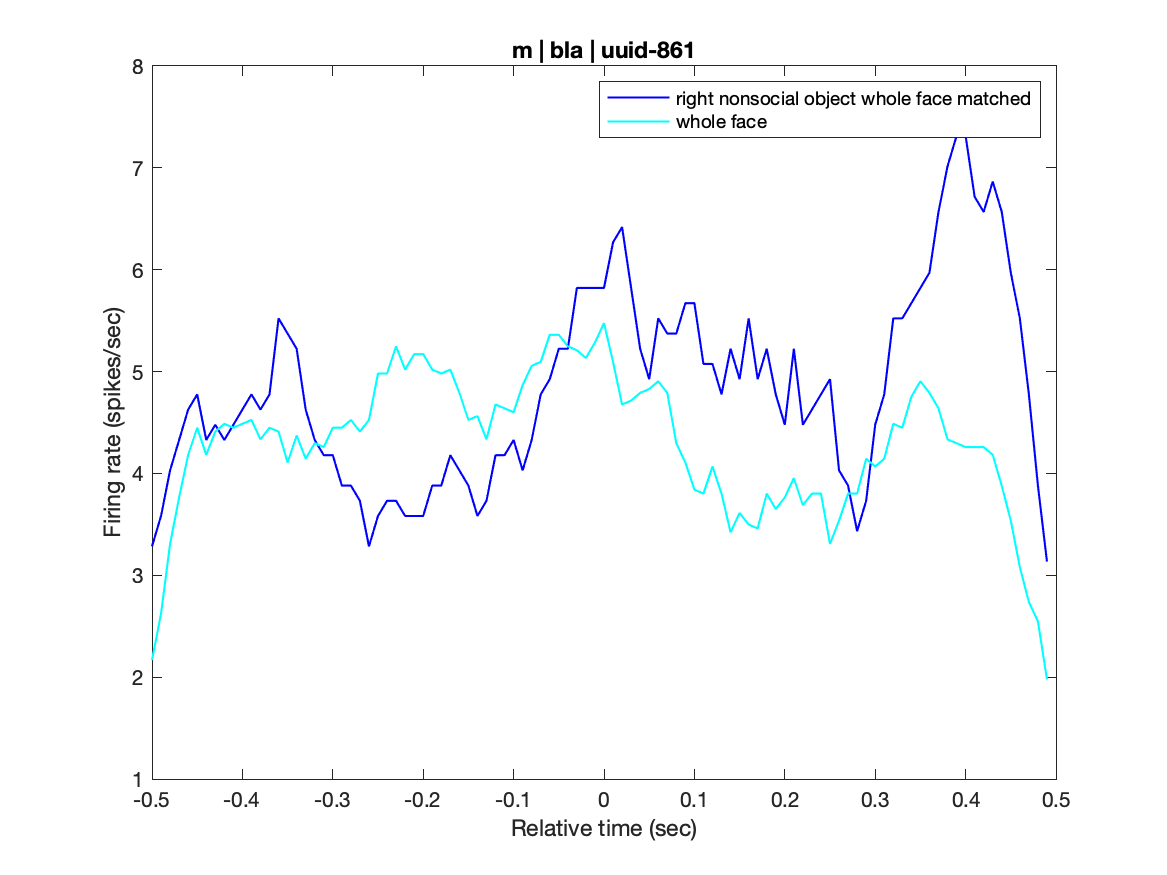 m | bla | uuid-861
right nonsocial object whole face matched
whole face
8
7
6
5
4
3
2
1
Firing rate (spikes/sec)
-0.5 -0.4 -0.3 -0.2 -0.1 0 0.1 0.2 0.3 0.4 0.5
Relative time (sec)